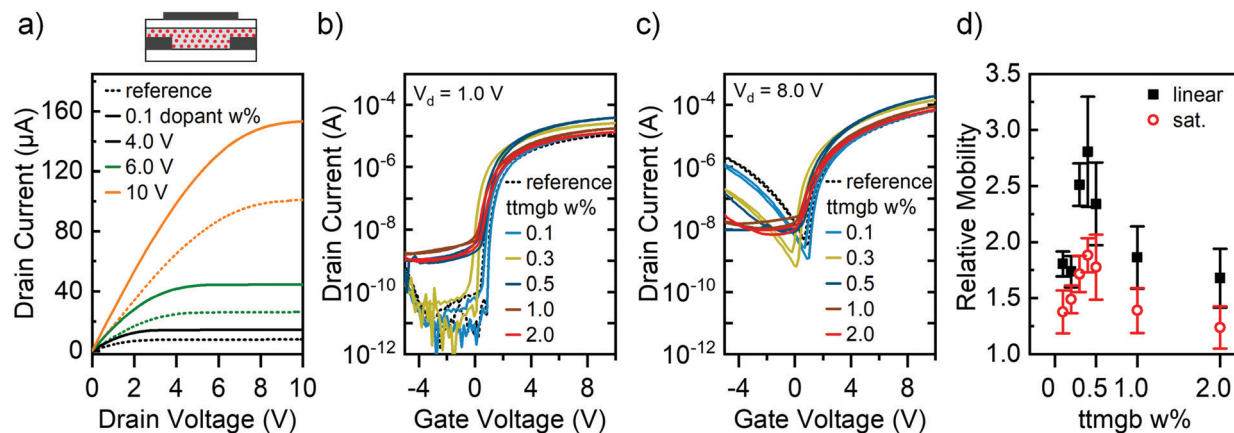 a)
Drain Current (µA)
160
120
80
40
0
reference
0.1 dopant w%
4.0 V
6.0 V
10 V
0 2 4 6 8 10
Drain Voltage (V)
b)
Drain Current (A)
10⁻⁴
10⁻⁶
10⁻⁸
10⁻¹⁰
10⁻¹²
V_d = 1.0 V
reference
ttmgb w%
0.1
0.3
0.5
1.0
2.0
-4 0 4 8
Gate Voltage (V)
c)
Drain Current (A)
10⁻⁴
10⁻⁶
10⁻⁸
10⁻¹⁰
10⁻¹²
V_d = 8.0 V
reference
ttmgb w%
0.1
0.3
0.5
1.0
2.0
-4 0 4 8
Gate Voltage (V)
d)
Relative Mobility
3.5
3.0
2.5
2.0
1.5
1.0
linear
sat.
0 0.5 1.0 2.0
ttmgb w%